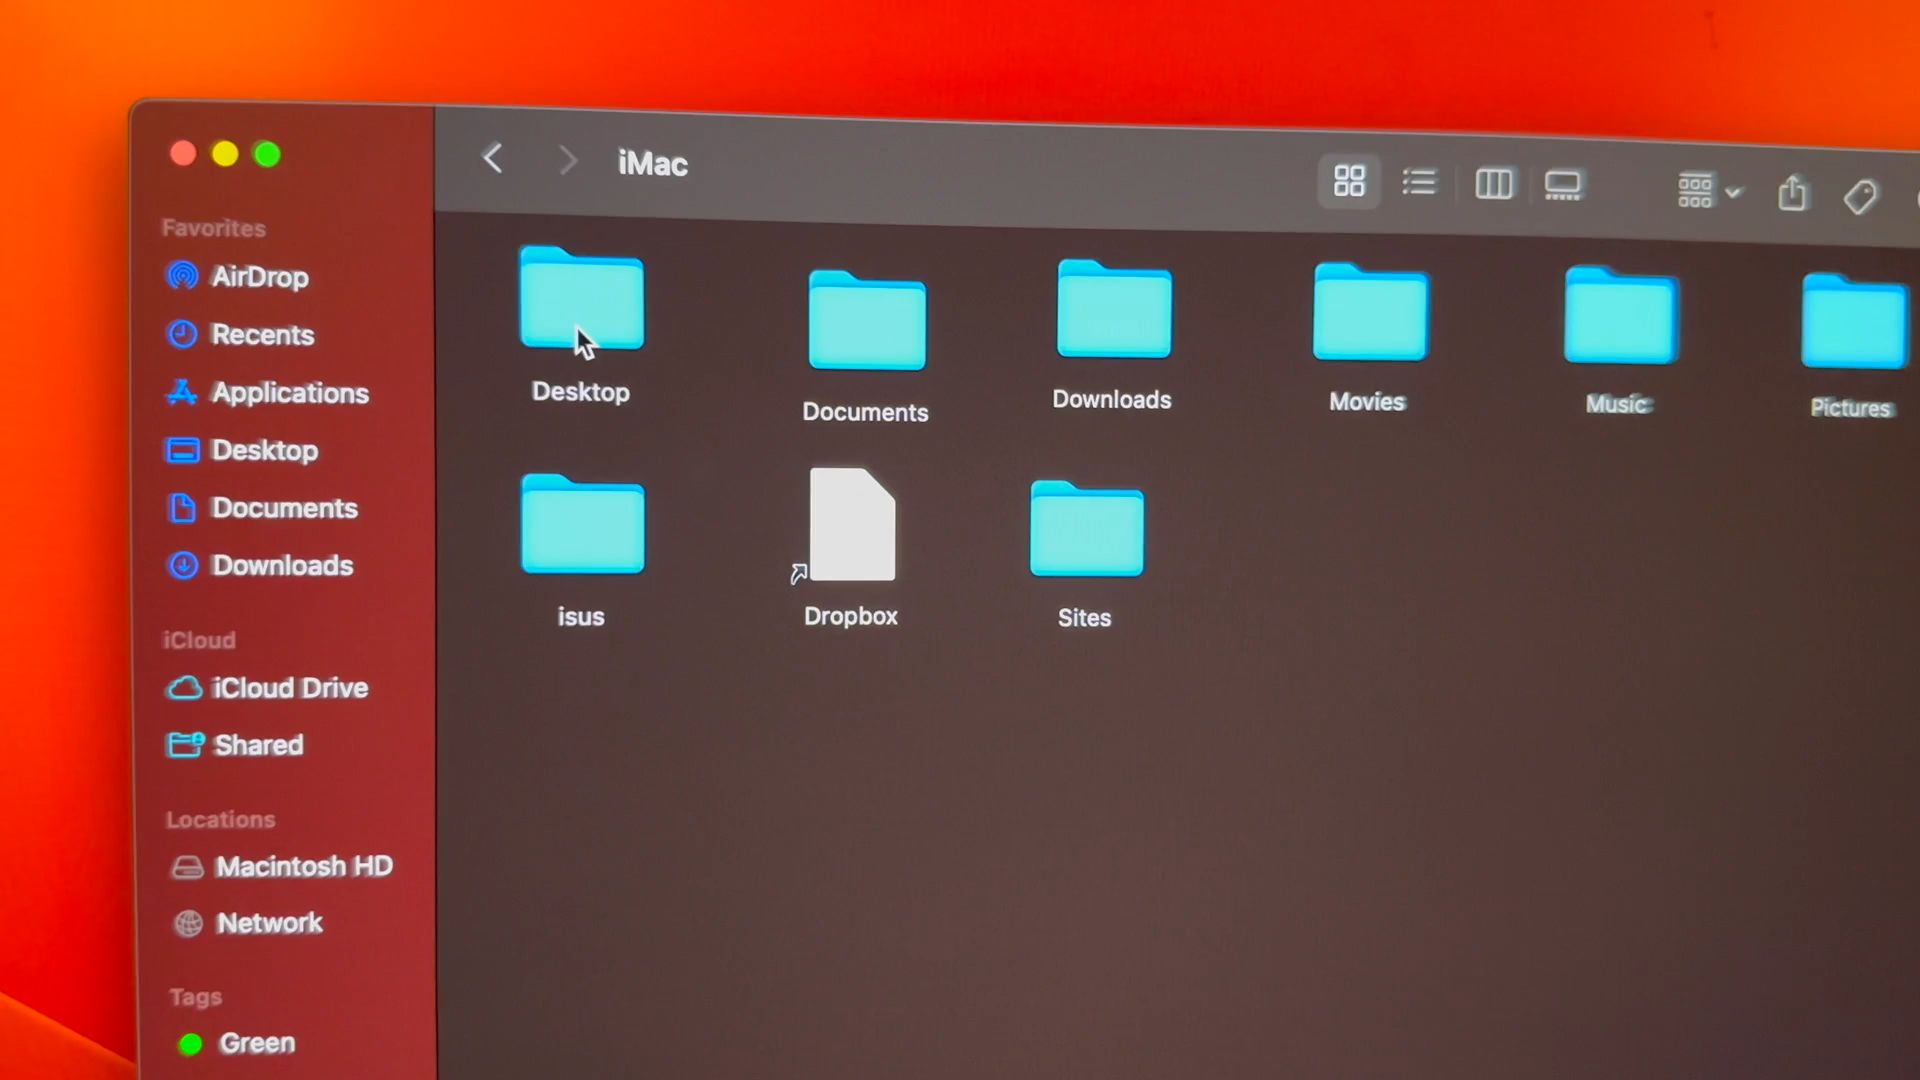 iMac
Favorites
AirDrop
Recents
Applications
Desktop
Documents
Downloads
iCloud
iCloud Drive
Shared
Locations
Macintosh HD
Network
Tags
Green
Desktop
Documents
Downloads
Movies
Music
Pictures
isus
Dropbox
Sites